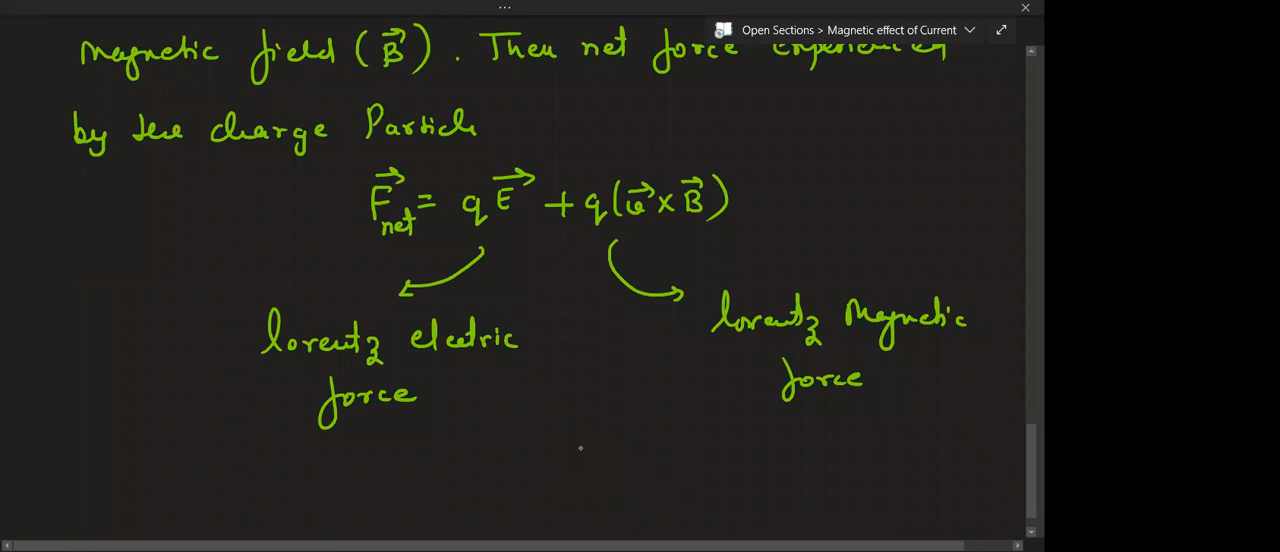 Open Sections > Magnetic effect of Current
Magnetic field (B⃗). Then net force experiences
by the charge Particle
F⃗net = qE⃗ + q(v⃗ × B⃗)
lorentz electric
force
lorentz Magnetic
force